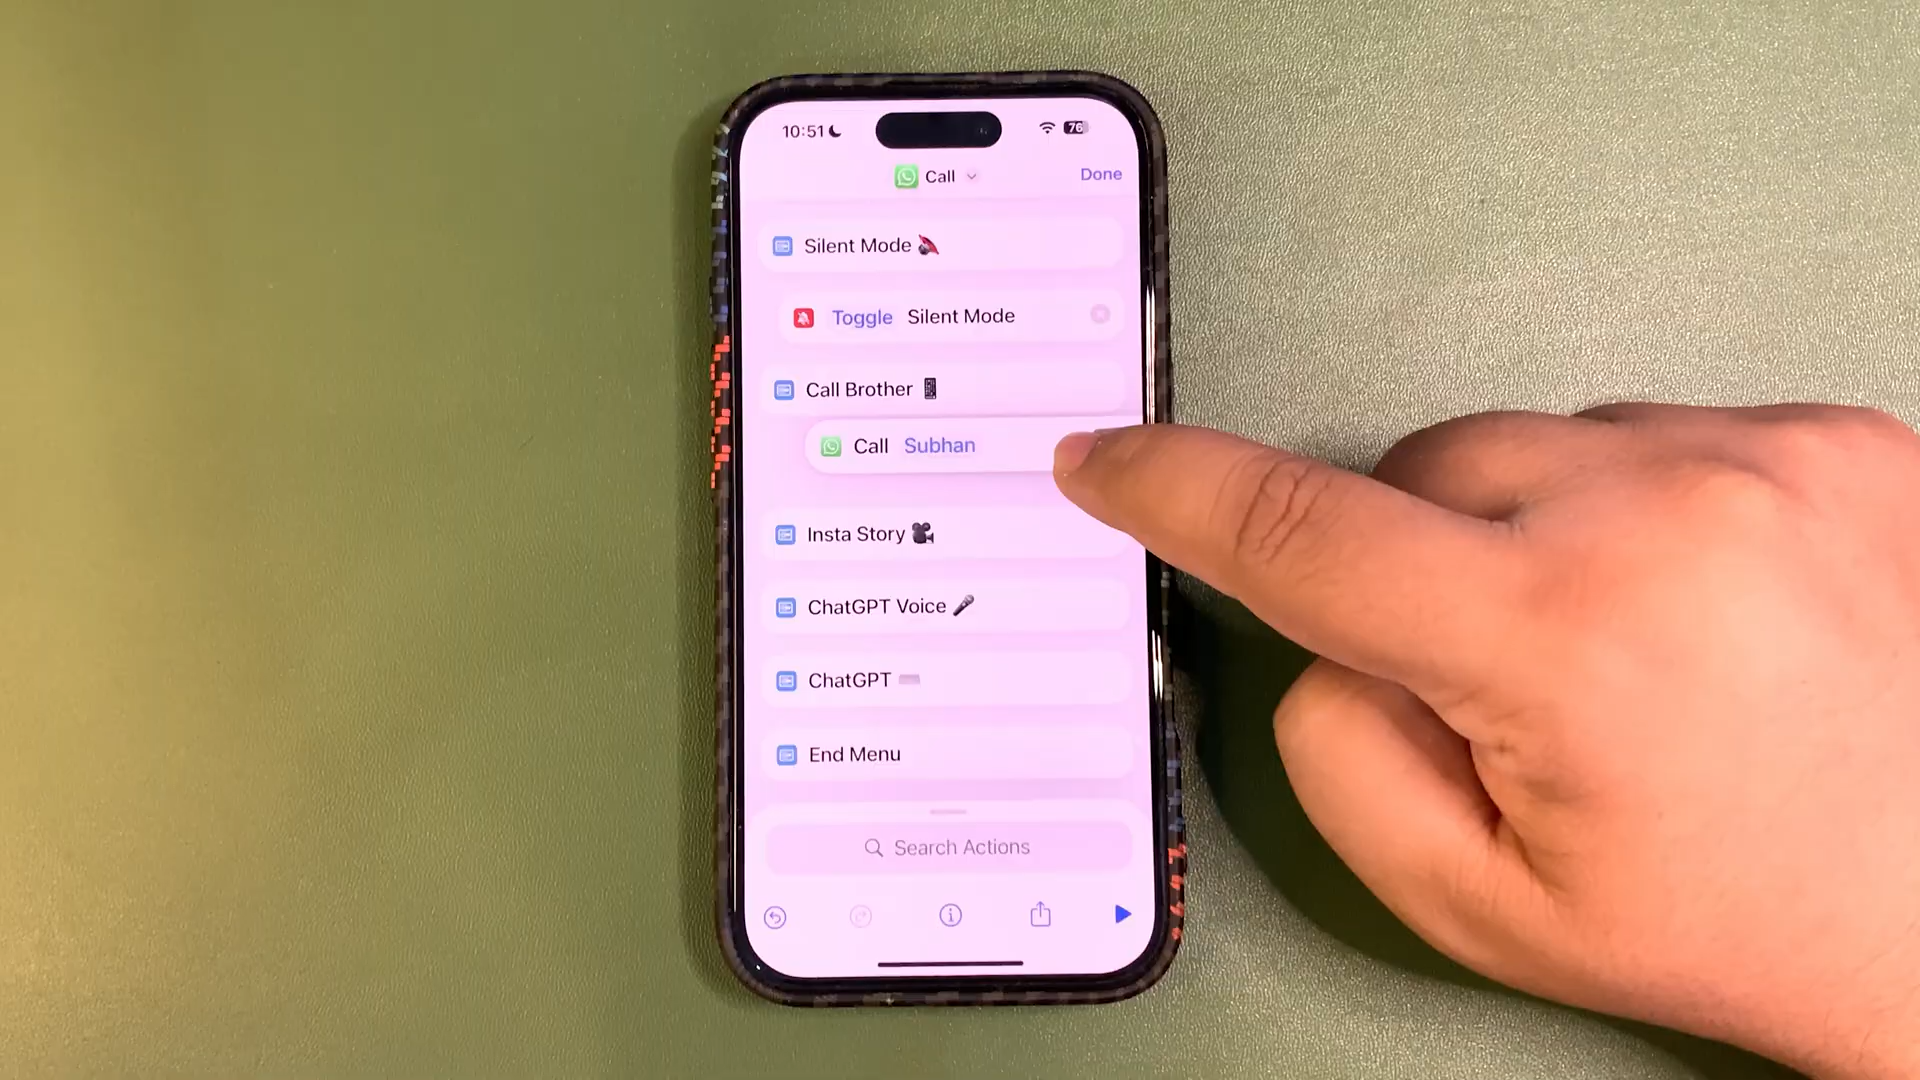 10:51
76
Call
Done
Silent Mode
Toggle Silent Mode
Call Brother
Call Subhan
Insta Story
ChatGPT Voice
ChatGPT
End Menu
Search Actions